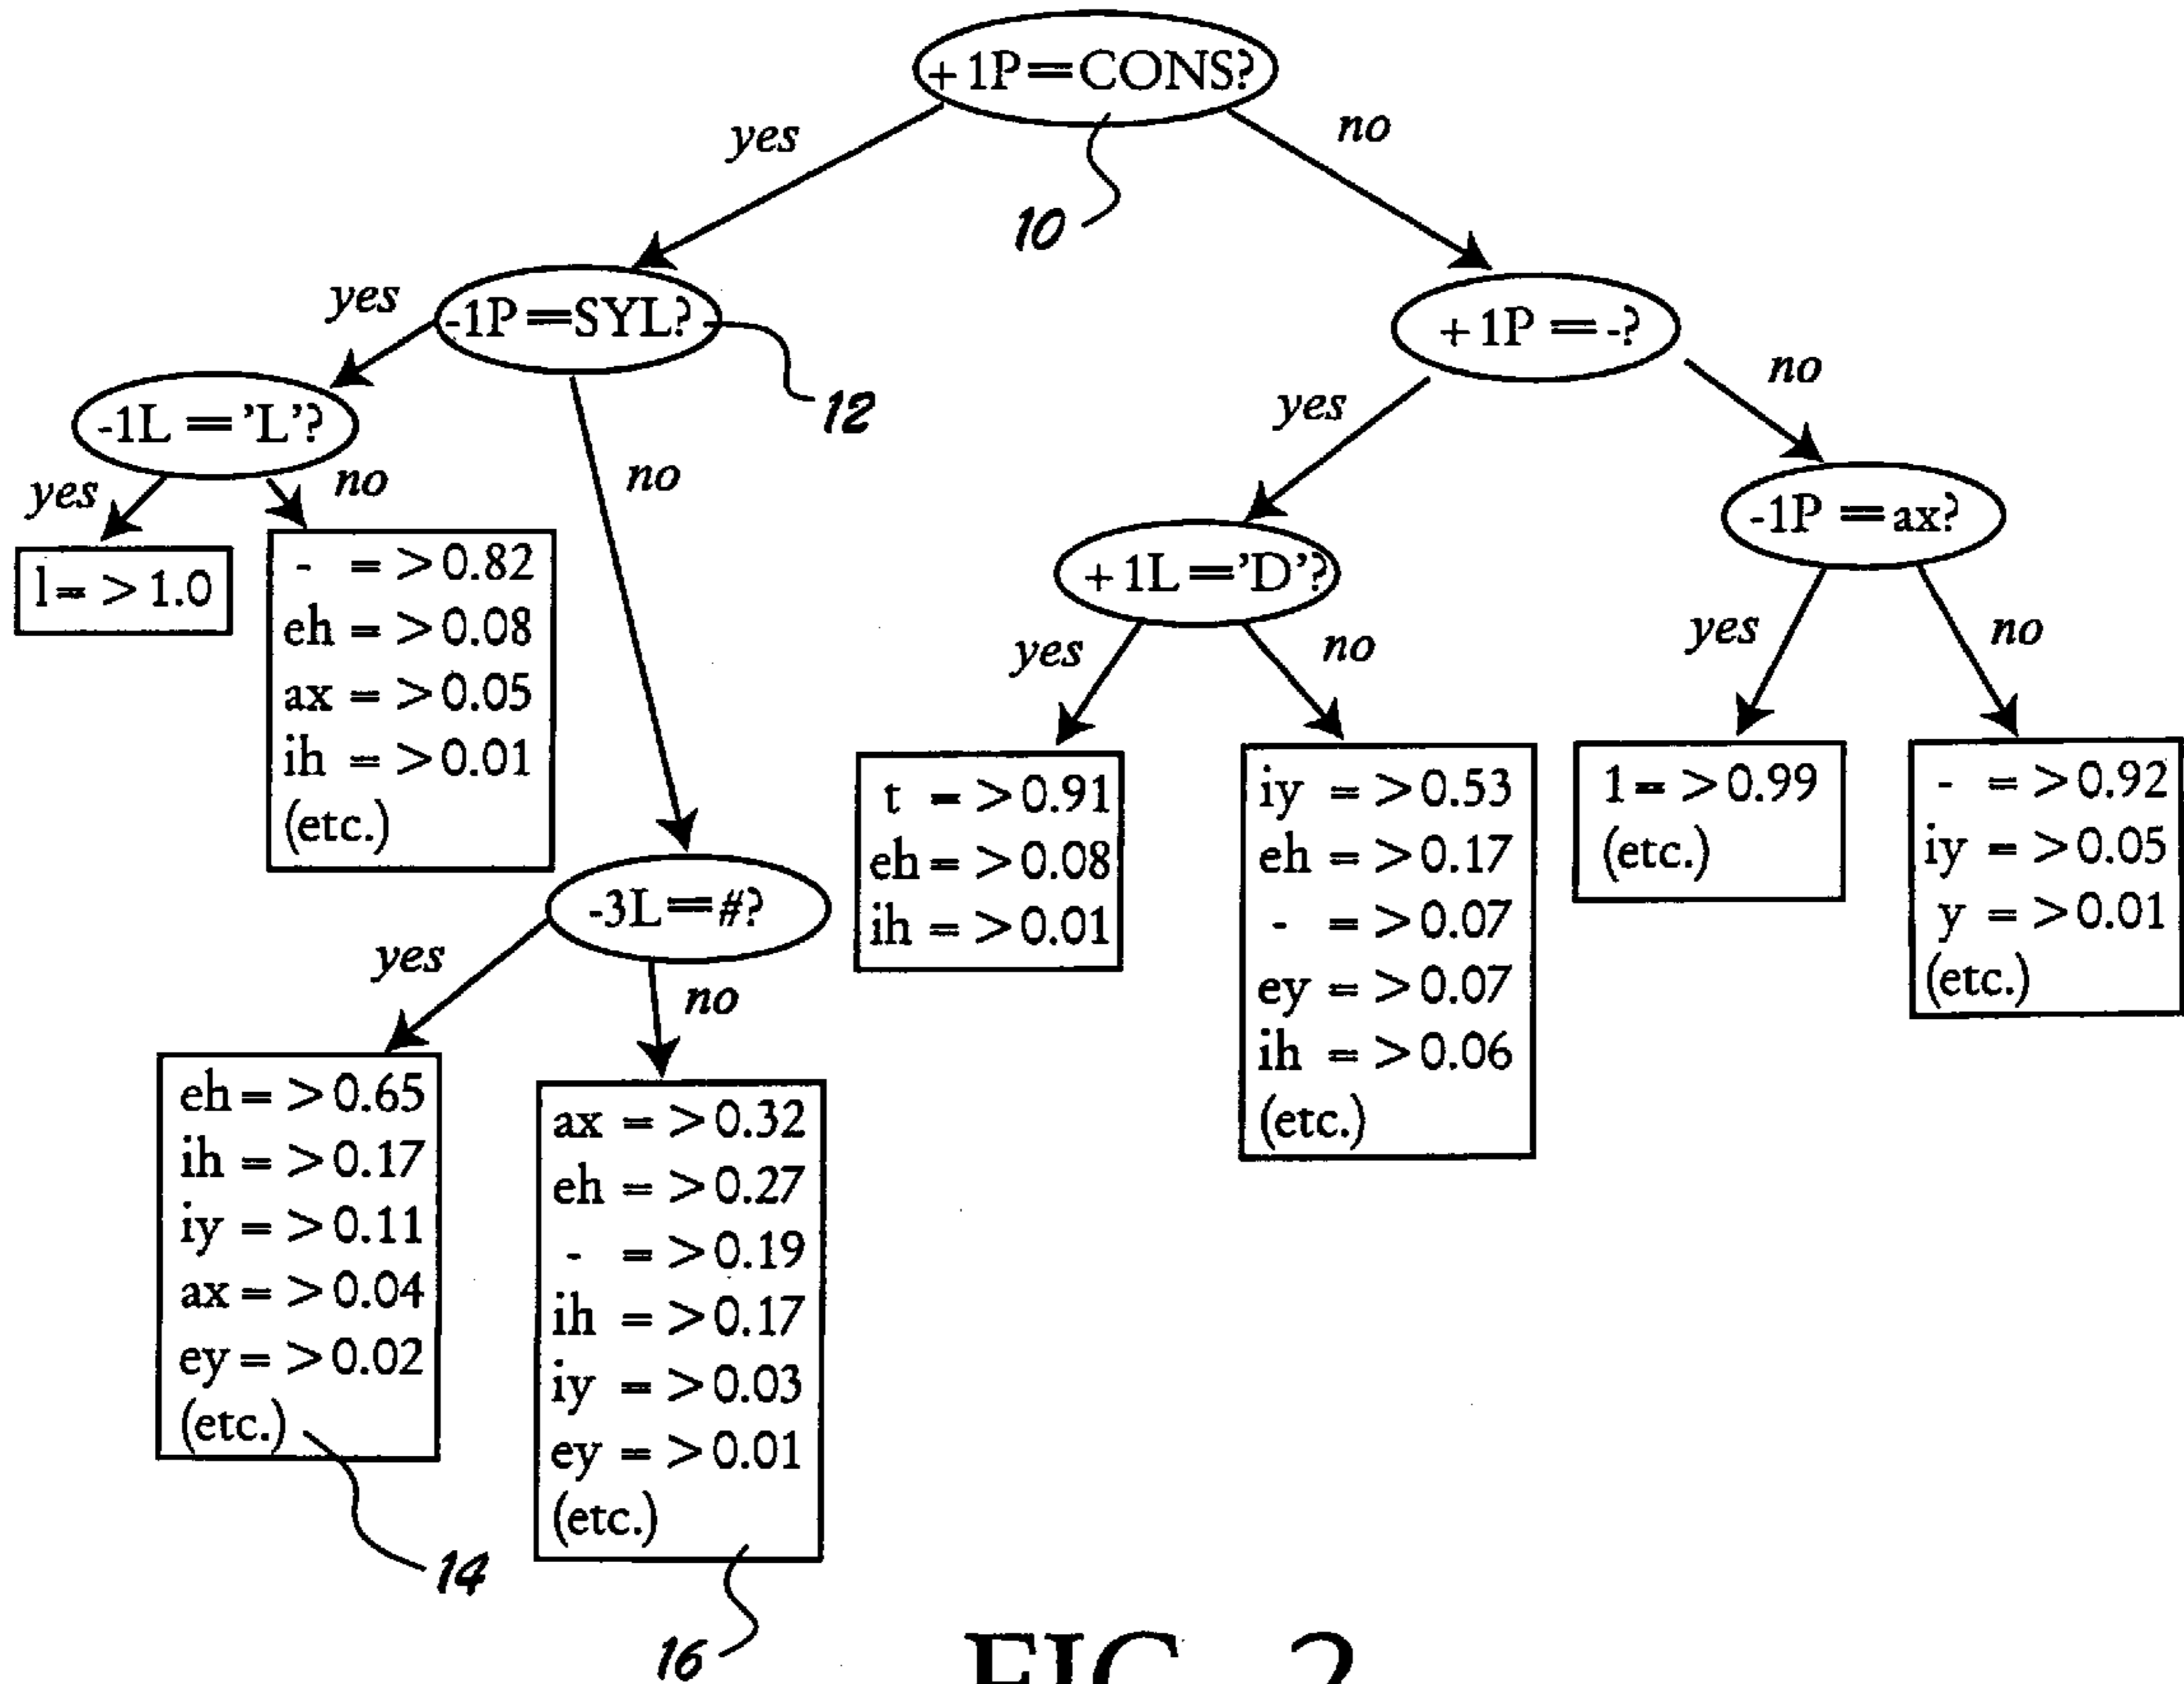 +1P==CONS?
yes
no
10
-1P==SYL?
12
+1P==-?
yes
no
-1L=='L'?
yes
no
l=>1.0
- =>0.82
eh =>0.08
ax =>0.05
ih =>0.01
(etc.)
-3L==#?
yes
no
eh=>0.65
ih =>0.17
iy =>0.11
ax=>0.04
ey=>0.02
(etc.)
14
ax =>0.32
eh =>0.27
- =>0.19
ih =>0.17
iy =>0.03
ey =>0.01
(etc.)
16
yes
no
+1L=='D'?
yes
no
t =>0.91
eh=>0.08
ih =>0.01
iy =>0.53
eh =>0.17
- =>0.07
ey =>0.07
ih =>0.06
(etc.)
-1P==ax?
yes
no
1=>0.99
(etc.)
- =>0.92
iy =>0.05
y =>0.01
(etc.)
FIG. 2